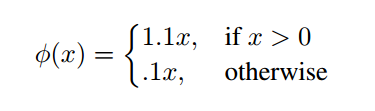 ϕ(x) = { 1.1x, if x > 0
.1x, otherwise